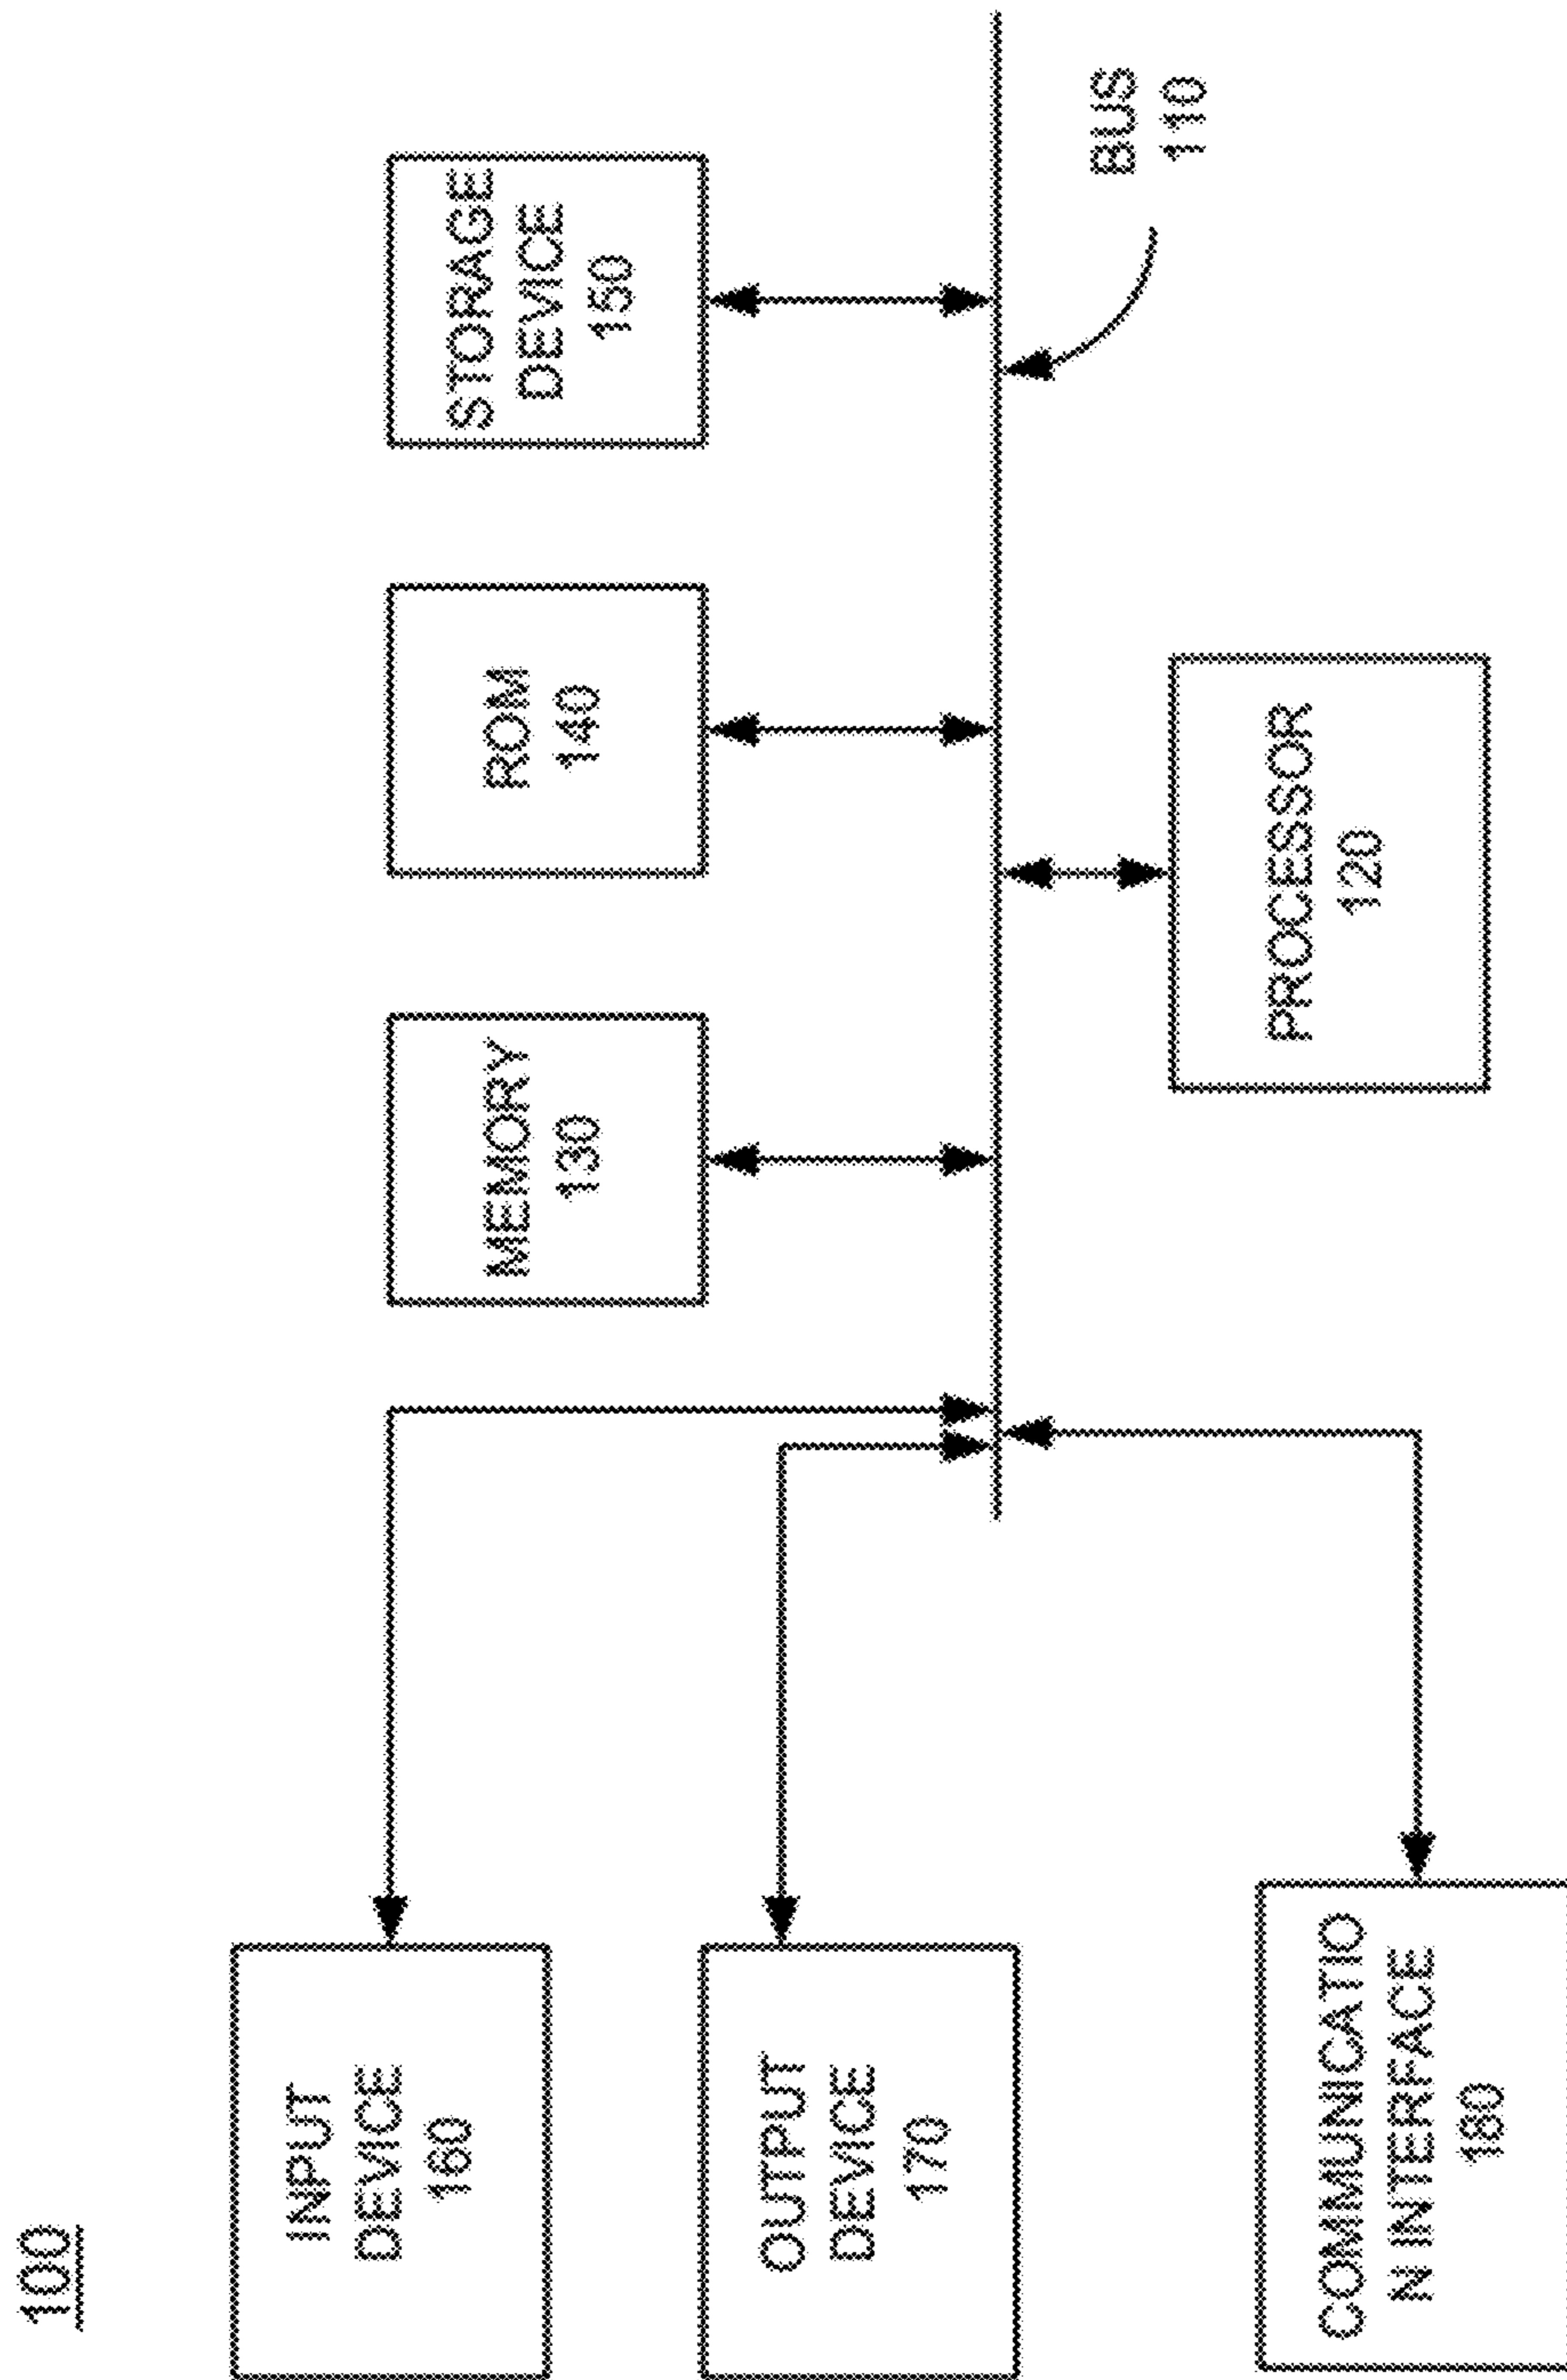 100
INPUT
DEVICE
160
MEMORY
130
ROM
140
STORAGE
DEVICE
150
OUTPUT
DEVICE
170
BUS
110
COMMUNICATIO
N INTERFACE
180
PROCESSOR
120